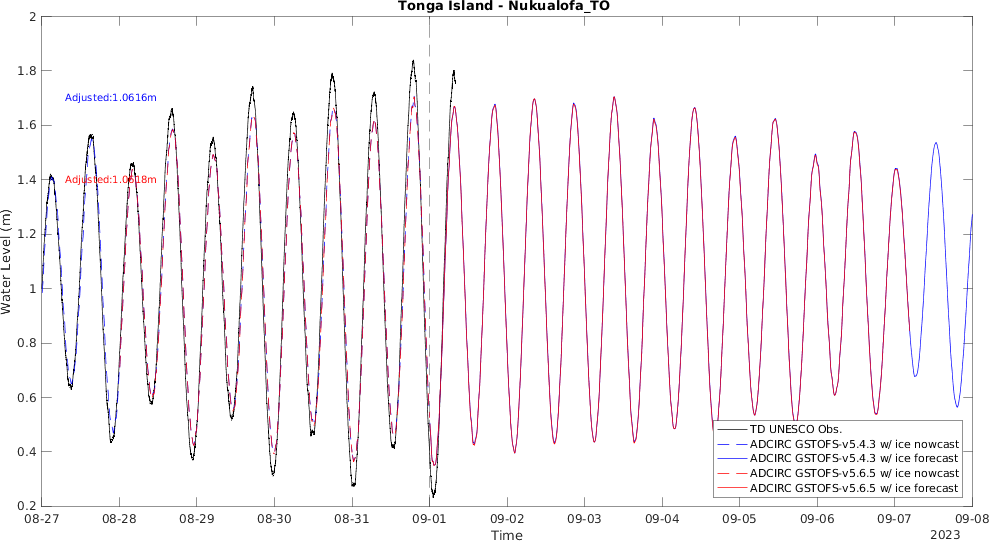 Tonga Island - Nukualofa_TO
2
1.8
1.6
1.4
1.2
1
0.8
0.6
0.4
0.2
Water Level (m)
Adjusted:1.0616m
Adjusted:1.0618m
TD UNESCO Obs.
ADCIRC GSTOFS-v5.4.3 w/ ice nowcast
ADCIRC GSTOFS-v5.4.3 w/ ice forecast
ADCIRC GSTOFS-v5.6.5 w/ ice nowcast
ADCIRC GSTOFS-v5.6.5 w/ ice forecast
08-27 08-28 08-29 08-30 08-31 09-01 09-02 09-03 09-04 09-05 09-06 09-07 09-08
Time
2023